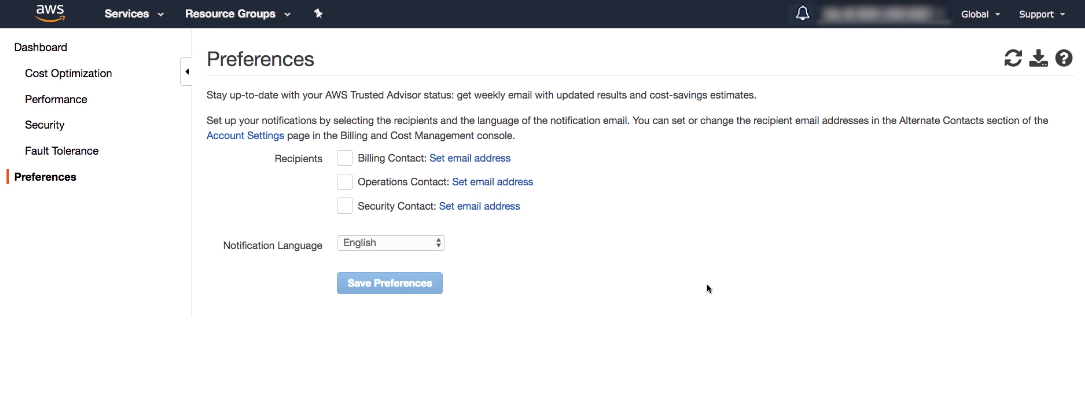 aws Services Resource Groups Global Support
Dashboard
Cost Optimization
Performance
Security
Fault Tolerance
Preferences
Preferences
Stay up-to-date with your AWS Trusted Advisor status: get weekly email with updated results and cost-savings estimates.
Set up your notifications by selecting the recipients and the language of the notification email. You can set or change the recipient email addresses in the Alternate Contacts section of the
Account Settings page in the Billing and Cost Management console.
Recipients Billing Contact: Set email address
Operations Contact: Set email address
Security Contact: Set email address
Notification Language English
Save Preferences